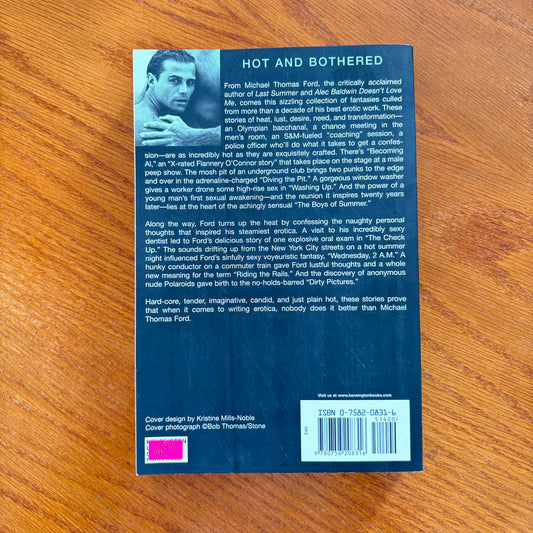 HOT AND BOTHERED
From Michael Thomas Ford, the critically acclaimed
author of Last Summer and Alec Baldwin Doesn't Love
Me, comes this sizzling collection of fantasies culled
from more than a decade of his best erotic work. These
stories of heat, lust, desire, need, and transformation—
an Olympian bacchanal, a chance meeting in the
men's room, an S&M-fueled "coaching" session, a
police officer who'll do what it takes to get a confes-
sion—are as incredibly hot as they are exquisitely crafted. There's "Becoming
Al," an "X-rated Flannery O'Connor story" that takes place on the stage at a male
peep show. The mosh pit of an underground club brings two punks to the edge
and over in the adrenaline-charged "Diving the Pit." A gorgeous window washer
gives a worker drone some high-rise sex in "Washing Up." And the power of a
young man's first sexual awakening—and the reunion it inspires twenty years
later—lies at the heart of the achingly sensual "The Boys of Summer."
Along the way, Ford turns up the heat by confessing the naughty personal
thoughts that inspired his steamiest erotica. A visit to his incredibly sexy
dentist led to Ford's delicious story of one explosive oral exam in "The Check
Up." The sounds drifting up from the New York City streets on a hot summer
night influenced Ford's sinfully sexy voyeuristic fantasy, "Wednesday, 2 A.M." A
hunky conductor on a commuter train gave Ford lustful thoughts and a whole
new meaning for the term "Riding the Rails." And the discovery of anonymous
nude Polaroids gave birth to the no-holds-barred "Dirty Pictures."
Hard-core, tender, imaginative, candid, and just plain hot, these stories prove
that when it comes to writing erotica, nobody does it better than Michael
Thomas Ford.
Visit us at www.kensingtonbooks.com
ISBN 0-7582-0831-6
51400
EAN
9 780758 208316
Cover design by Kristine Mills-Noble
Cover photograph ©Bob Thomas/Stone